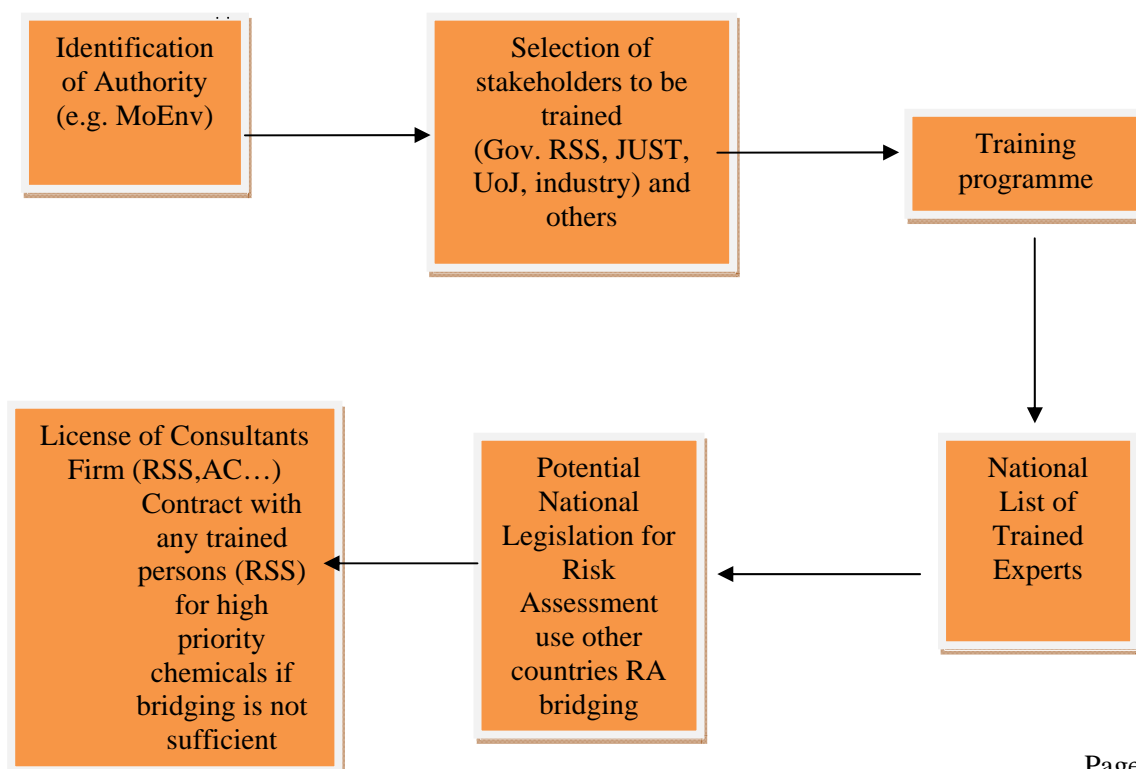 Identification
of Authority
(e.g. MoEnv)
Selection of
stakeholders to be
trained
(Gov. RSS, JUST,
UoJ, industry) and
others
Training
programme
National
List of
Trained
Experts
Potential
National
Legislation for
Risk
Assessment
use other
countries RA
bridging
License of Consultants
Firm (RSS,AC…)
Contract with
any trained
persons (RSS)
for high
priority
chemicals if
bridging is not
sufficient
Page